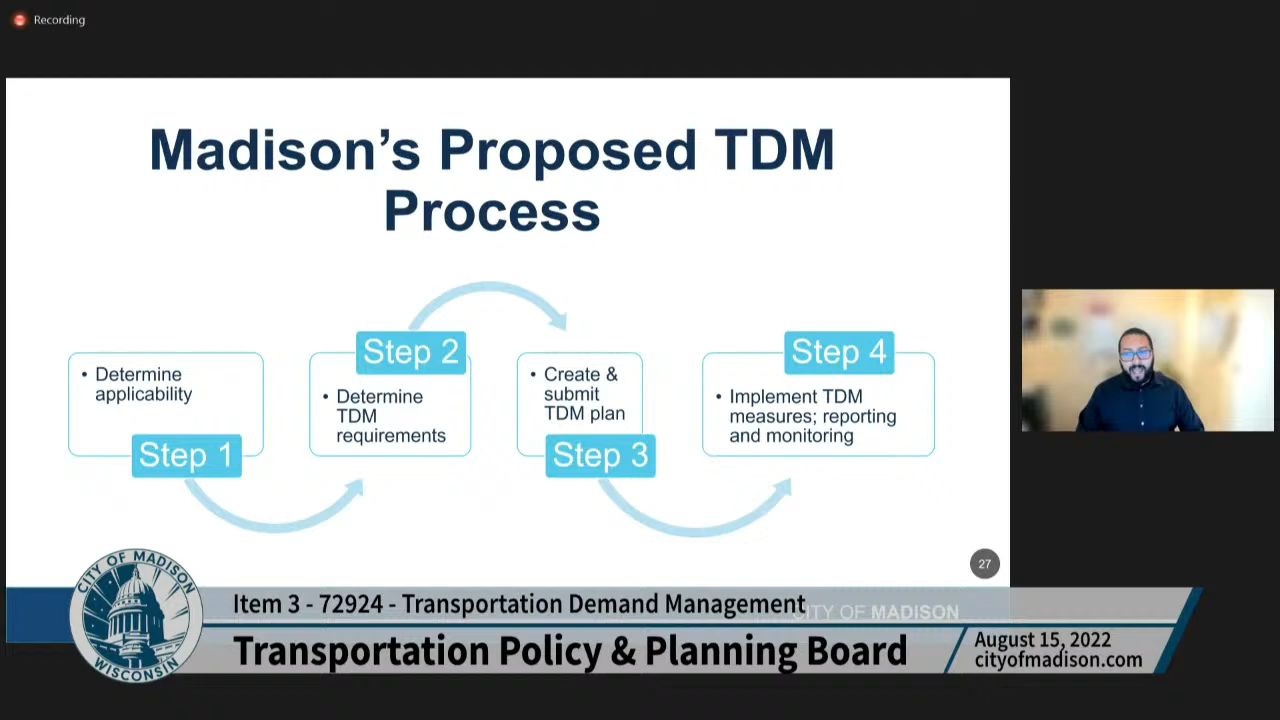 Recording
Madison’s Proposed TDM
Process
• Determine
applicability
Step 1
Step 2
• Determine
TDM
requirements
• Create &
submit
TDM plan
Step 3
Step 4
• Implement TDM
measures; reporting
and monitoring
27
CITY OF MADISON
WISCONSIN
Item 3 - 72924 - Transportation Demand Management
CITY OF MADISON
Transportation Policy & Planning Board
August 15, 2022
cityofmadison.com